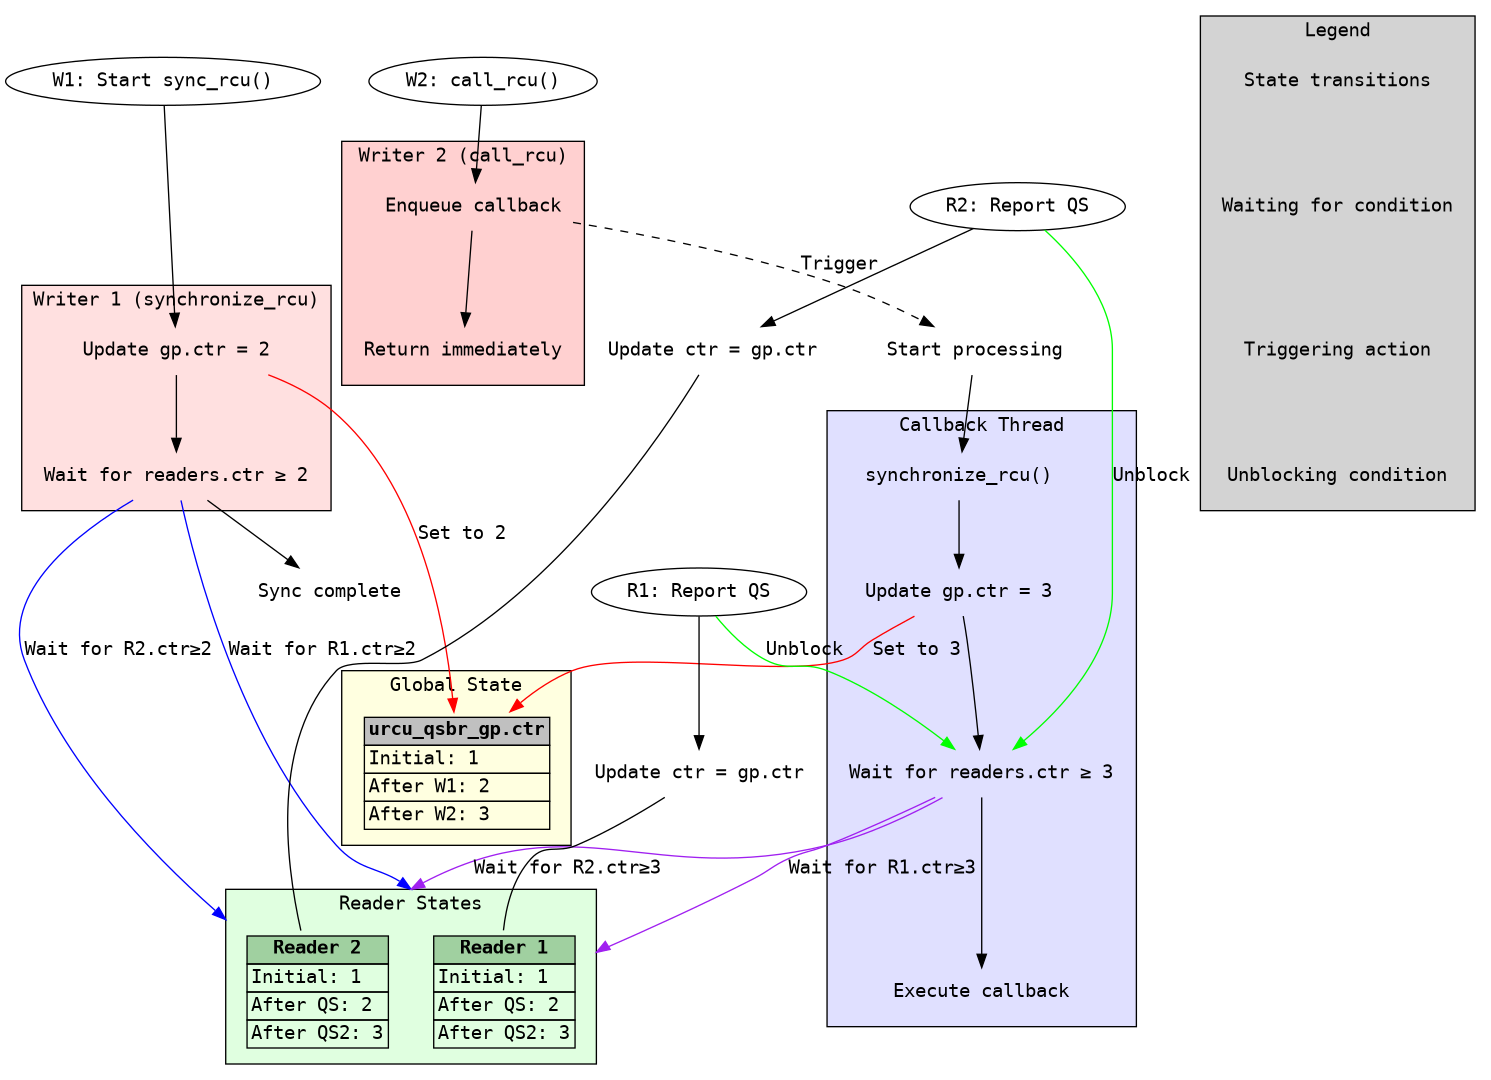 Legend
W1: Start sync_rcu()
W2: call_rcu()
State transitions
Writer 2 (call_rcu)
Enqueue callback
R2: Report QS
Waiting for condition
Trigger
Writer 1 (synchronize_rcu)
Update gp.ctr = 2
Return immediately
Update ctr = gp.ctr
Start processing
Triggering action
Callback Thread
Wait for readers.ctr ≥ 2
synchronize_rcu()
Unblock
Unblocking condition
Set to 2
Sync complete
R1: Report QS
Update gp.ctr = 3
Wait for R2.ctr≥2
Wait for R1.ctr≥2
Unblock
Set to 3
Global State
urcu_qsbr_gp.ctr
Initial: 1
After W1: 2
After W2: 3
Update ctr = gp.ctr
Wait for readers.ctr ≥ 3
Wait for R2.ctr≥3
Wait for R1.ctr≥3
Reader States
Reader 2
Initial: 1
After QS: 2
After QS2: 3
Reader 1
Initial: 1
After QS: 2
After QS2: 3
Execute callback